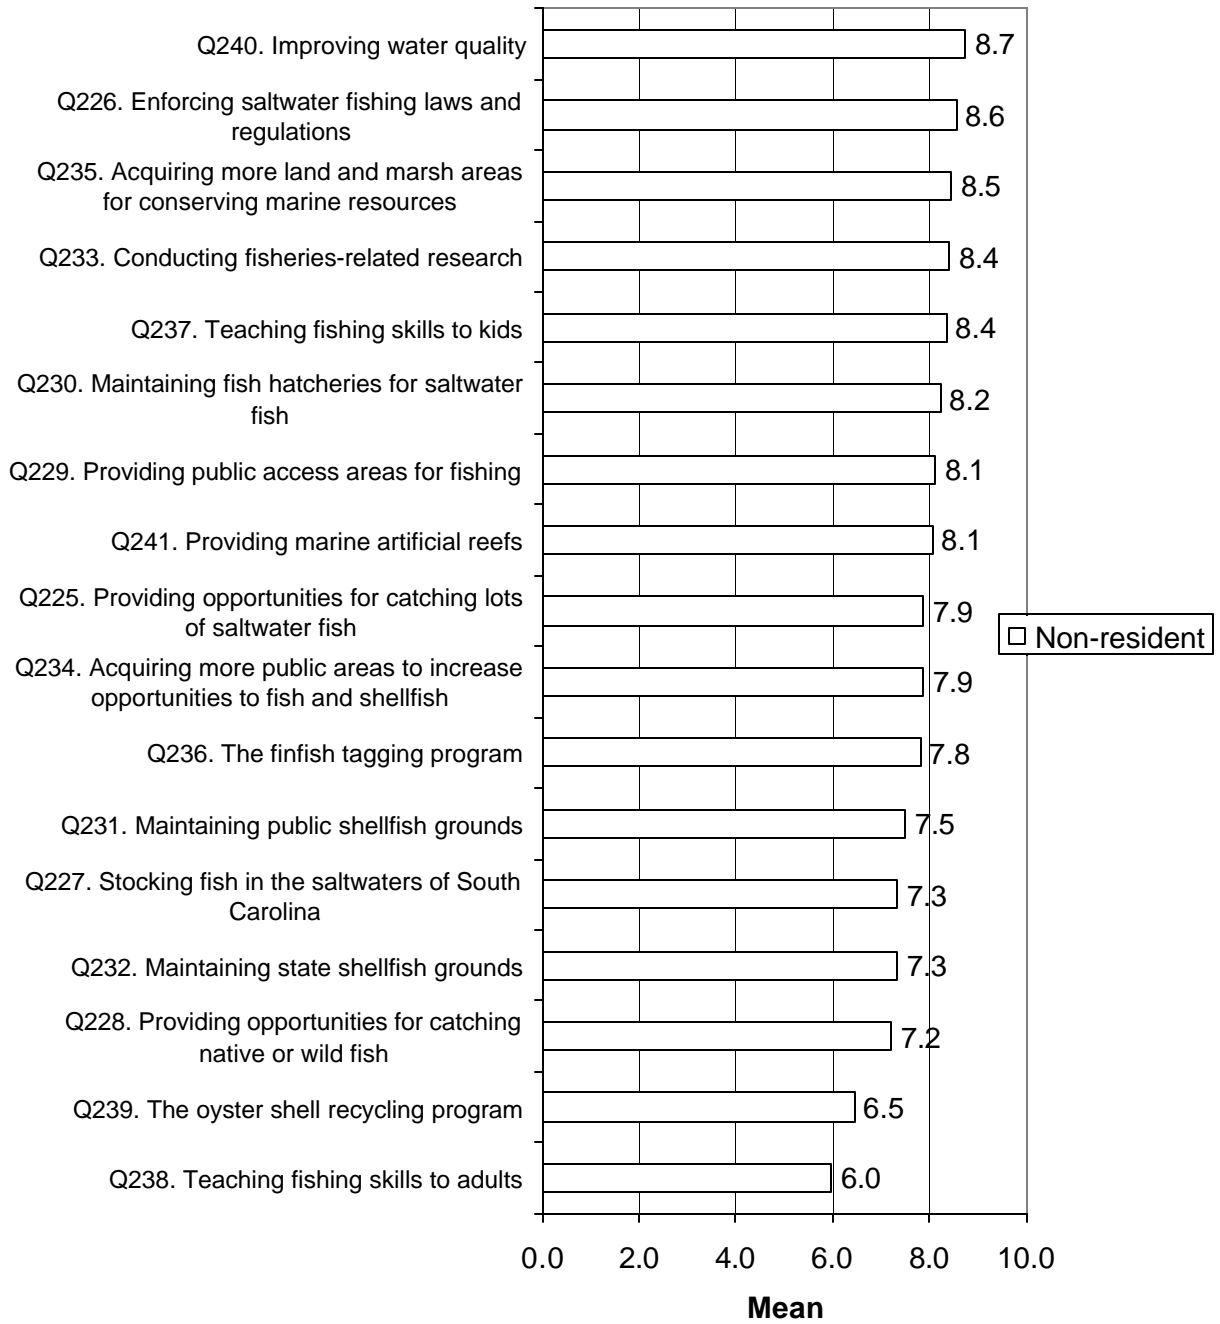 Q240. Improving water quality
8.7
Q226. Enforcing saltwater fishing laws and
regulations
8.6
Q235. Acquiring more land and marsh areas
for conserving marine resources
8.5
Q233. Conducting fisheries-related research
8.4
Q237. Teaching fishing skills to kids
8.4
Q230. Maintaining fish hatcheries for saltwater
fish
8.2
Q229. Providing public access areas for fishing
8.1
Q241. Providing marine artificial reefs
8.1
Q225. Providing opportunities for catching lots
of saltwater fish
7.9
Non-resident
Q234. Acquiring more public areas to increase
opportunities to fish and shellfish
7.9
Q236. The finfish tagging program
7.8
Q231. Maintaining public shellfish grounds
7.5
Q227. Stocking fish in the saltwaters of South
Carolina
7.3
Q232. Maintaining state shellfish grounds
7.3
Q228. Providing opportunities for catching
native or wild fish
7.2
Q239. The oyster shell recycling program
6.5
Q238. Teaching fishing skills to adults
6.0
0.0 2.0 4.0 6.0 8.0 10.0
Mean